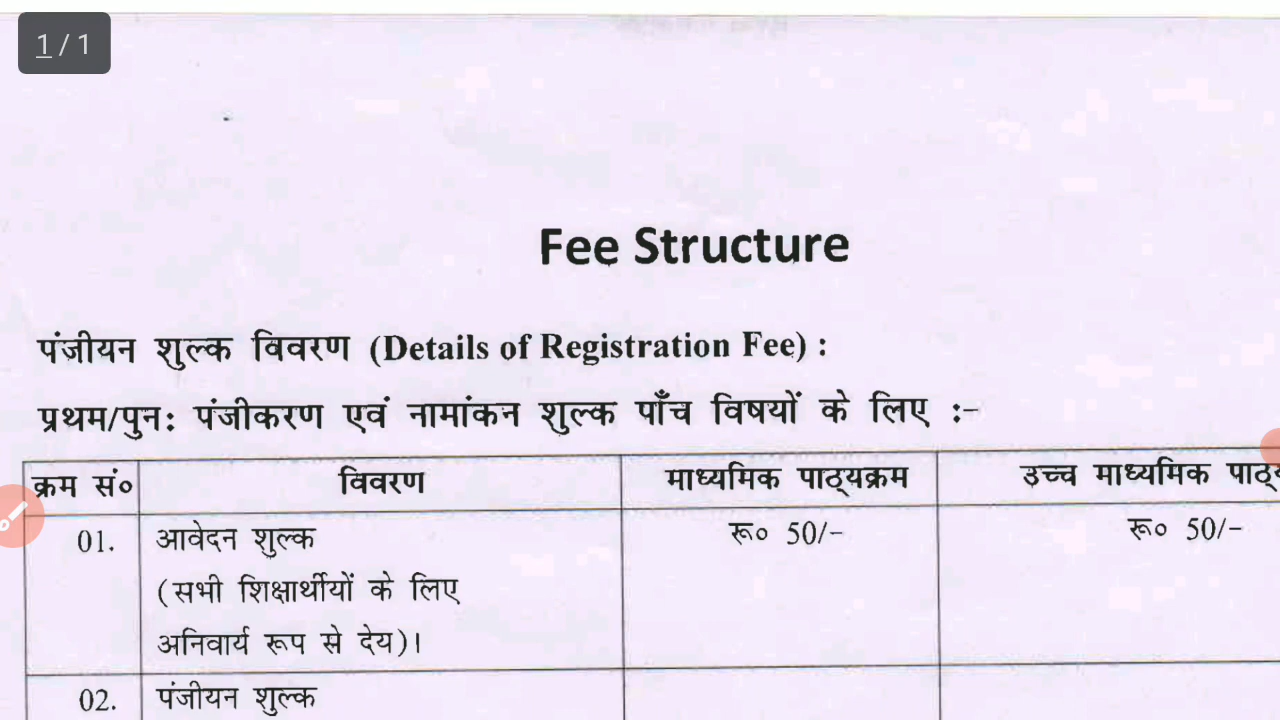 1 / 1
Fee Structure
पंजीयन शुल्क विवरण (Details of Registration Fee) :
प्रथम/पुन: पंजीकरण एवं नामांकन शुल्क पाँच विषयों के लिए :-
क्रम सं० विवरण माध्यमिक पाठ्यक्रम उच्च माध्यमिक
01. आवेदन शुल्क रू० 50/- रू० 50/-
(सभी शिक्षार्थीयों के लिए
अनिवार्य रूप से देय)।
02. पंजीयन शुल्क